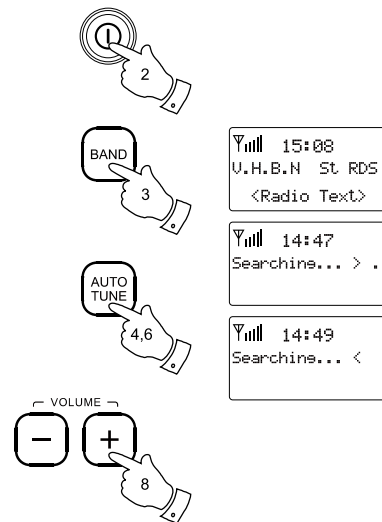 2
BAND
3
15:08
V.H.B.N St RDS
<Radio Text>
14:47
Searching... > .
AUTO
TUNE
4,6
14:49
Searching... <
VOLUME
− +
8